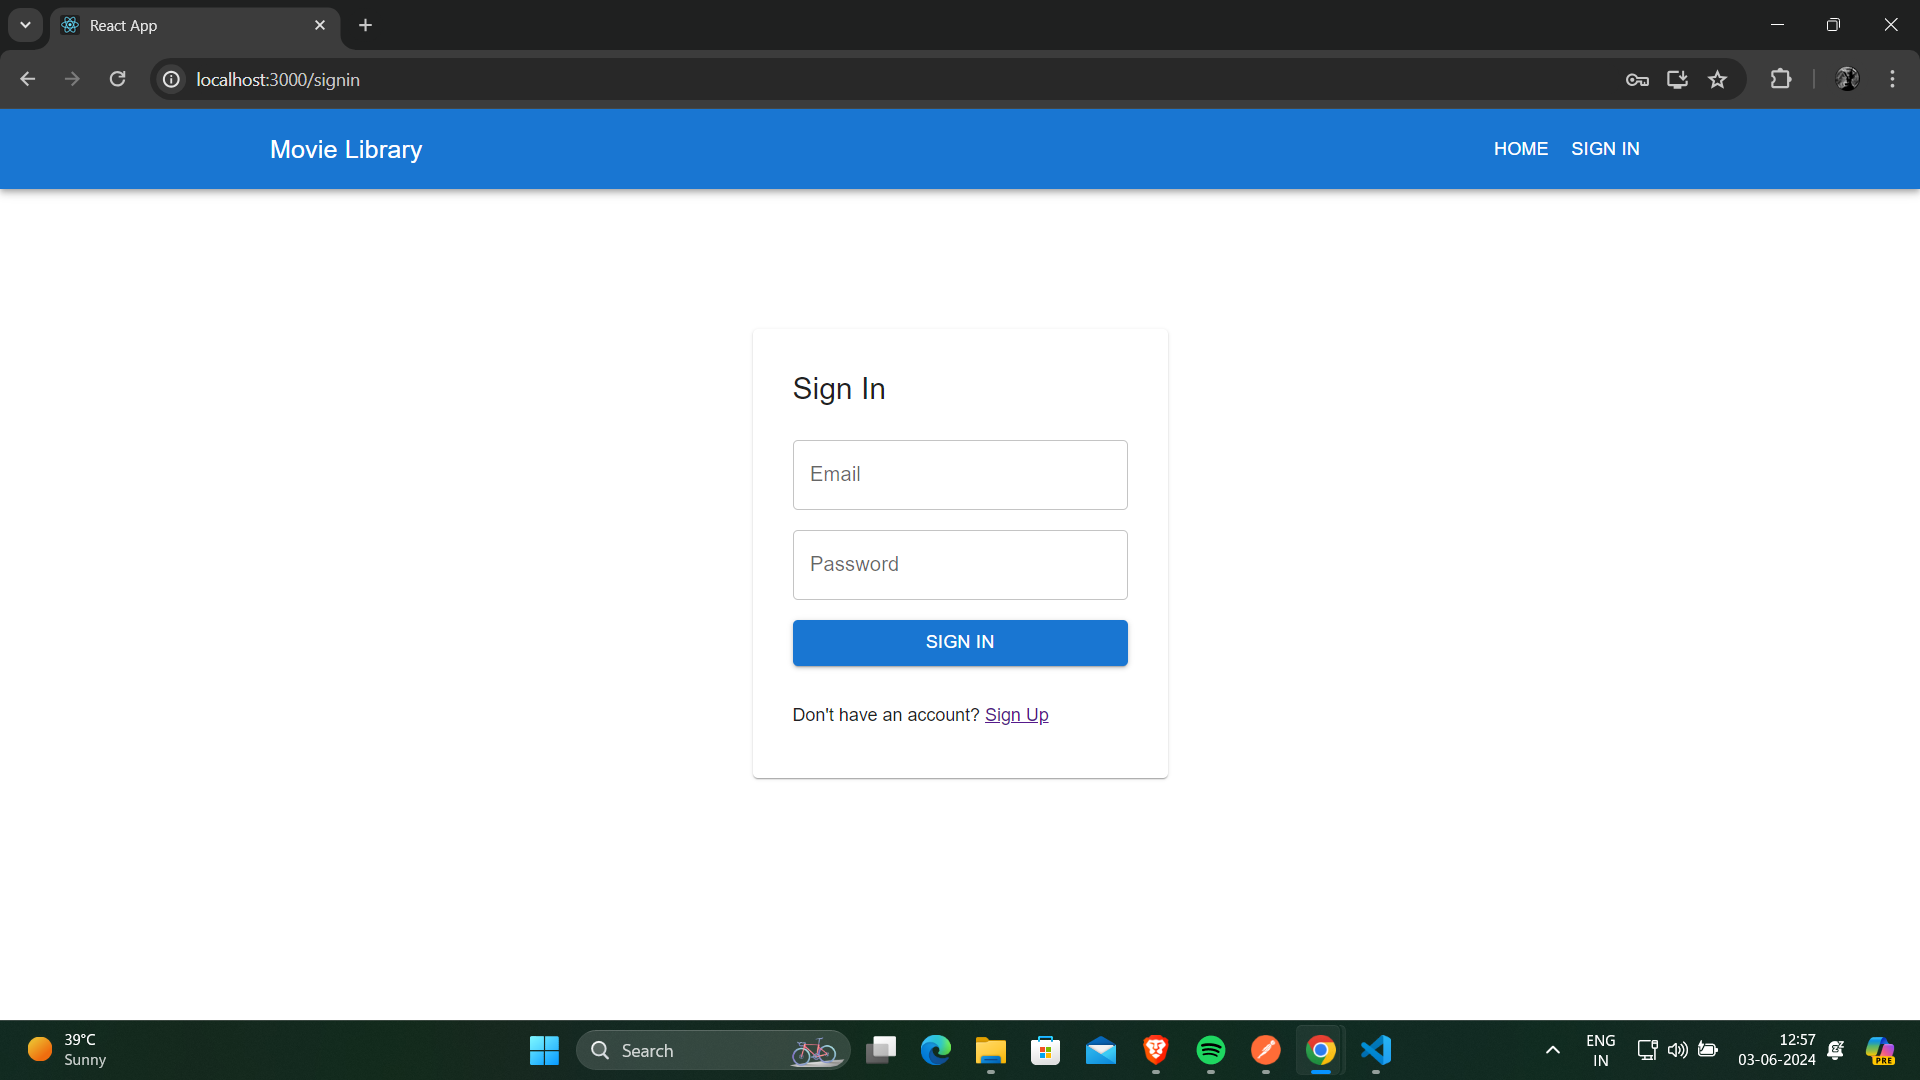 React App
localhost:3000/signin
Movie Library
HOME SIGN IN
Sign In
Email
Password
SIGN IN
Don't have an account? Sign Up
39°C
Sunny
Search
PRE
ENG
IN
12:57
03-06-2024